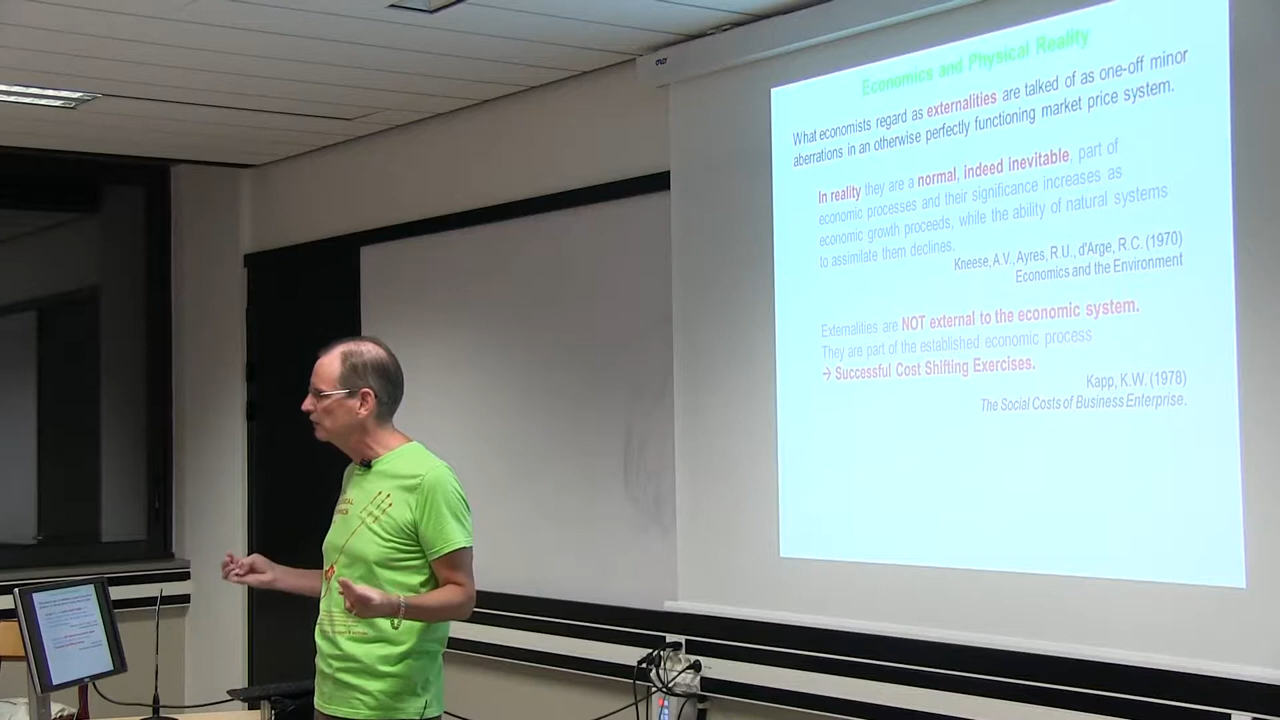 Economics and Physical Reality
What economists regard as externalities are talked of as one-off minor
aberrations in an otherwise perfectly functioning market price system.
In reality they are a normal, indeed inevitable, part of
economic processes and their significance increases as
economic growth proceeds, while the ability of natural systems
to assimilate them declines.
Kneese, A.V., Ayres, R.U., d'Arge, R.C. (1970)
Economics and the Environment
Externalities are NOT external to the economic system.
They are part of the established economic process
→ Successful Cost Shifting Exercises.
Kapp, K.W. (1978)
The Social Costs of Business Enterprise.